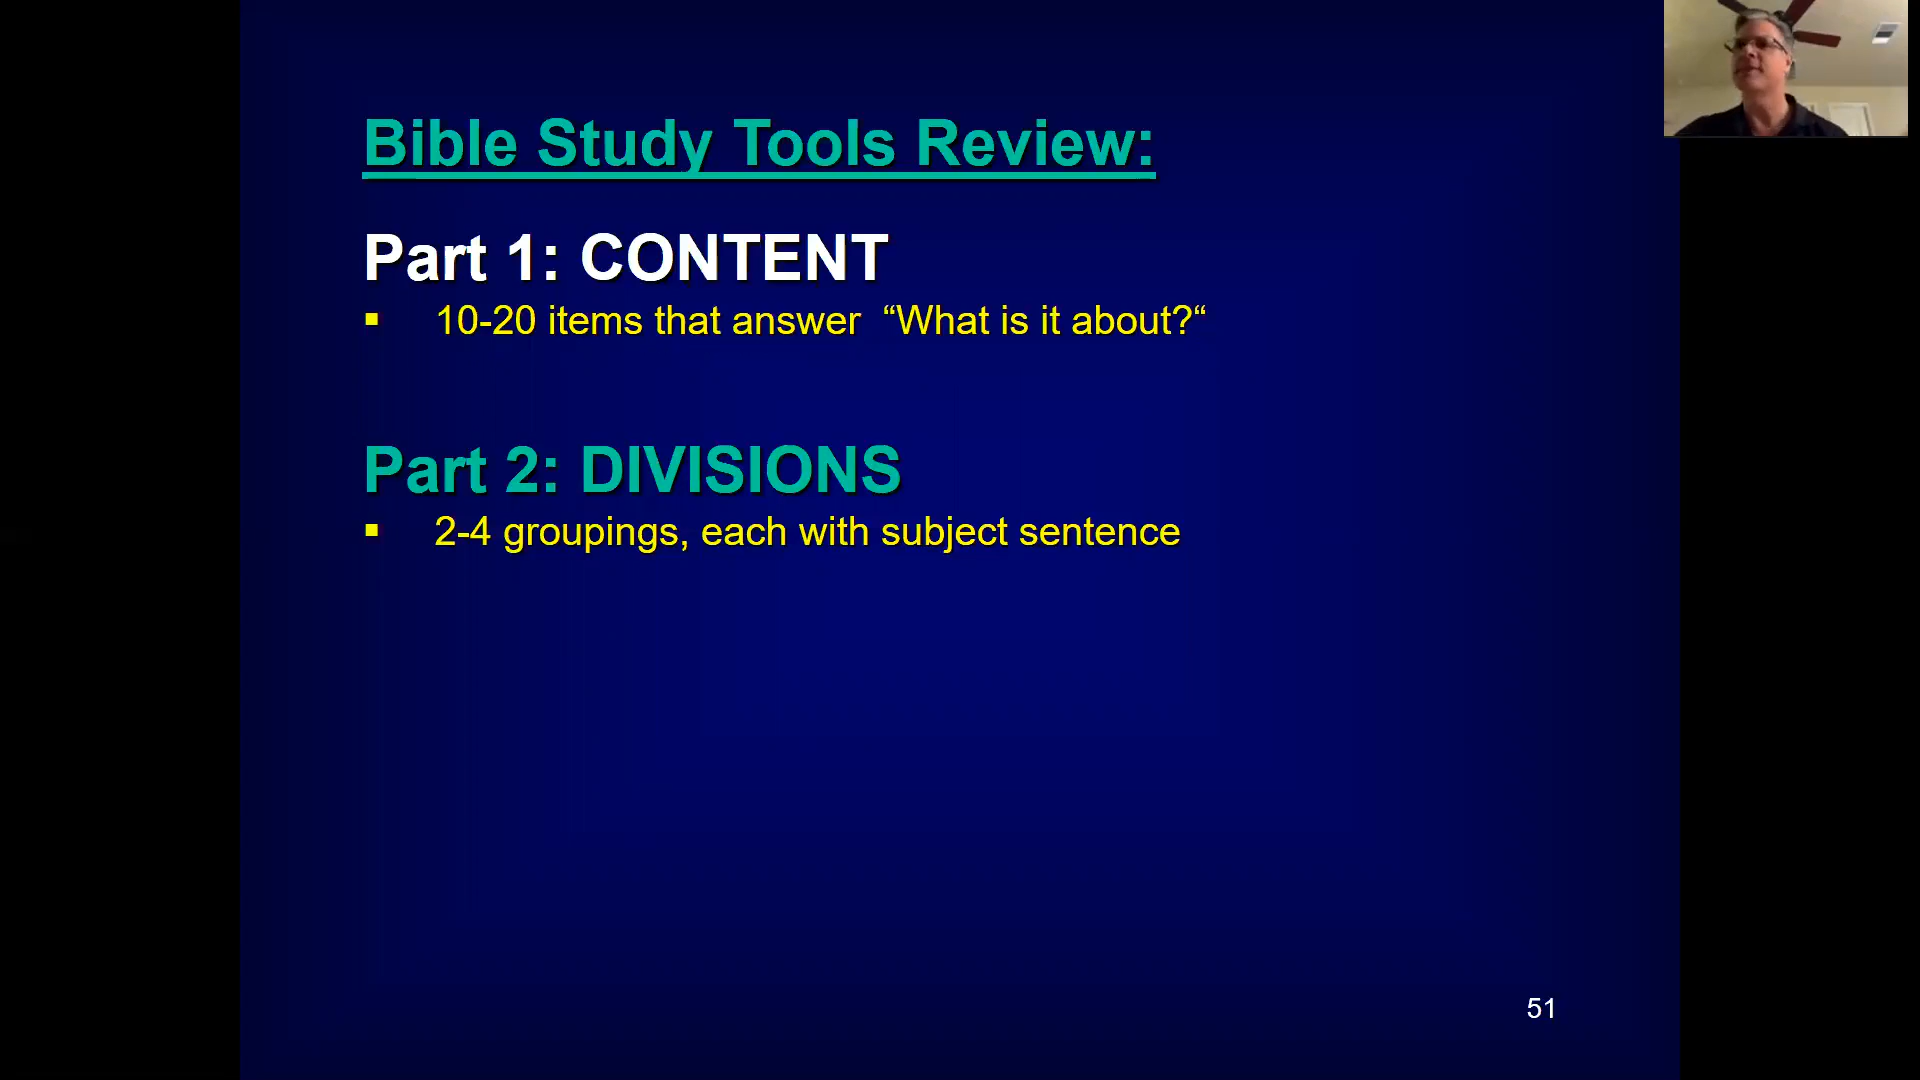 Bible Study Tools Review:
Part 1: CONTENT
▪ 10-20 items that answer “What is it about?“
Part 2: DIVISIONS
▪ 2-4 groupings, each with subject sentence
51